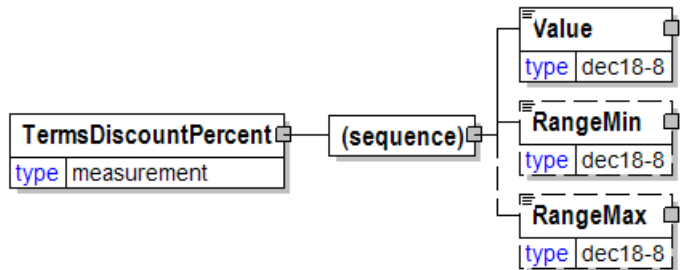 Value
type dec18-8
TermsDiscountPercent
type measurement
(sequence)
RangeMin
type dec18-8
RangeMax
type dec18-8